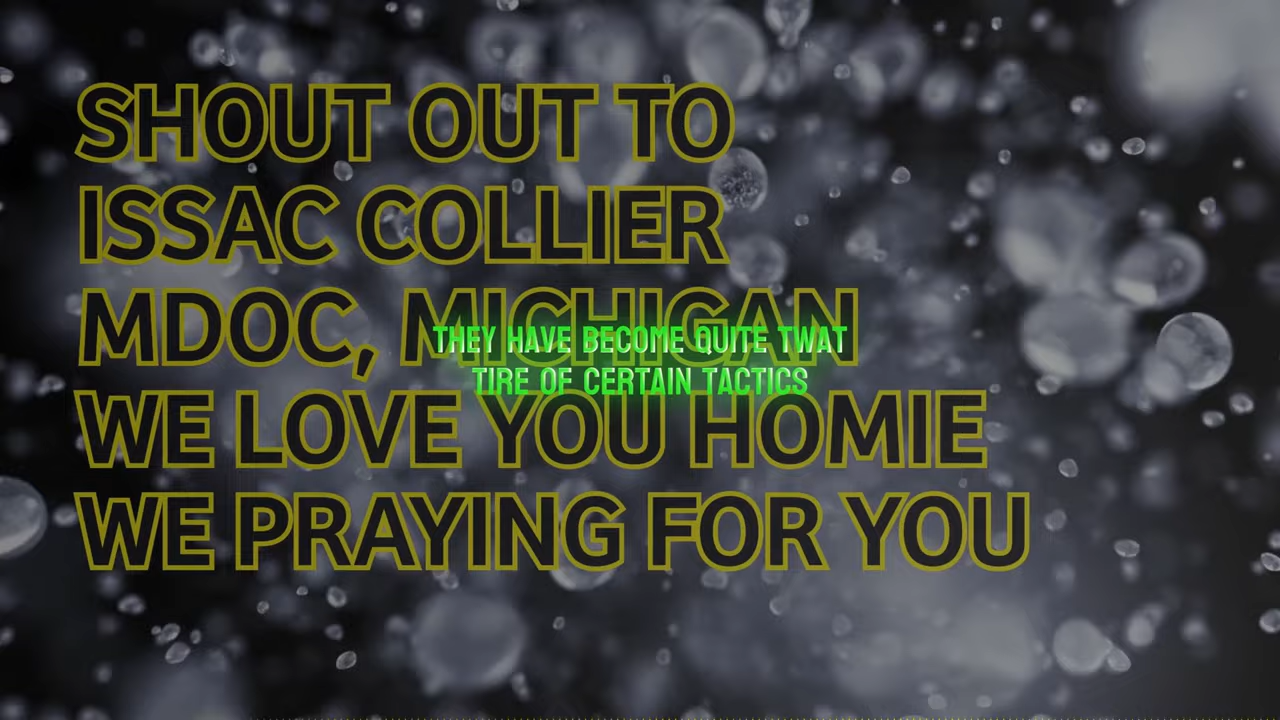 SHOUT OUT TO
ISSAC COLLIER
MDOC, MICHIGAN
THEY HAVE BECOME QUITE TWAT
TIRE OF CERTAIN TACTICS
WE LOVE YOU HOMIE
WE PRAYING FOR YOU